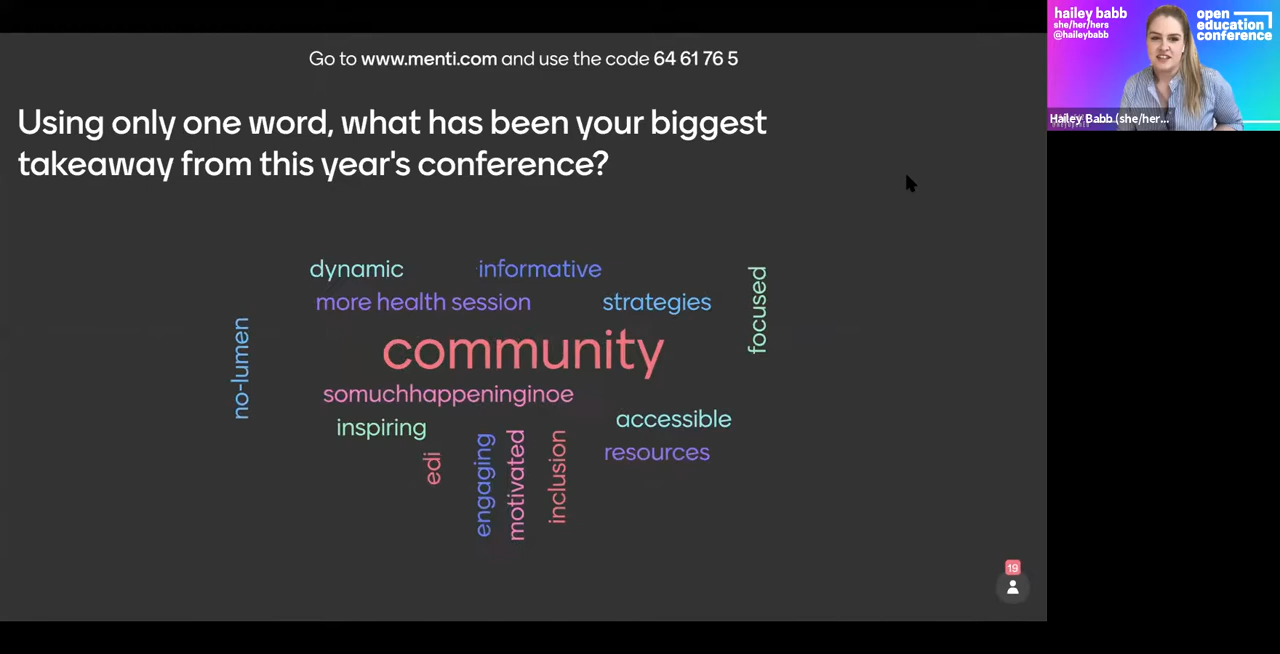 Go to www.menti.com and use the code 64 61 76 5
Using only one word, what has been your biggest
takeaway from this year's conference?
dynamic
informative
more health session
strategies
focused
no-lumen
community
somuchhappeninginoe
inspiring
accessible
resources
edi
engaging
motivated
inclusion
19
hailey babb
she/her/hers
@haileybabb
open
education
conference
Hailey Babb (she/her...